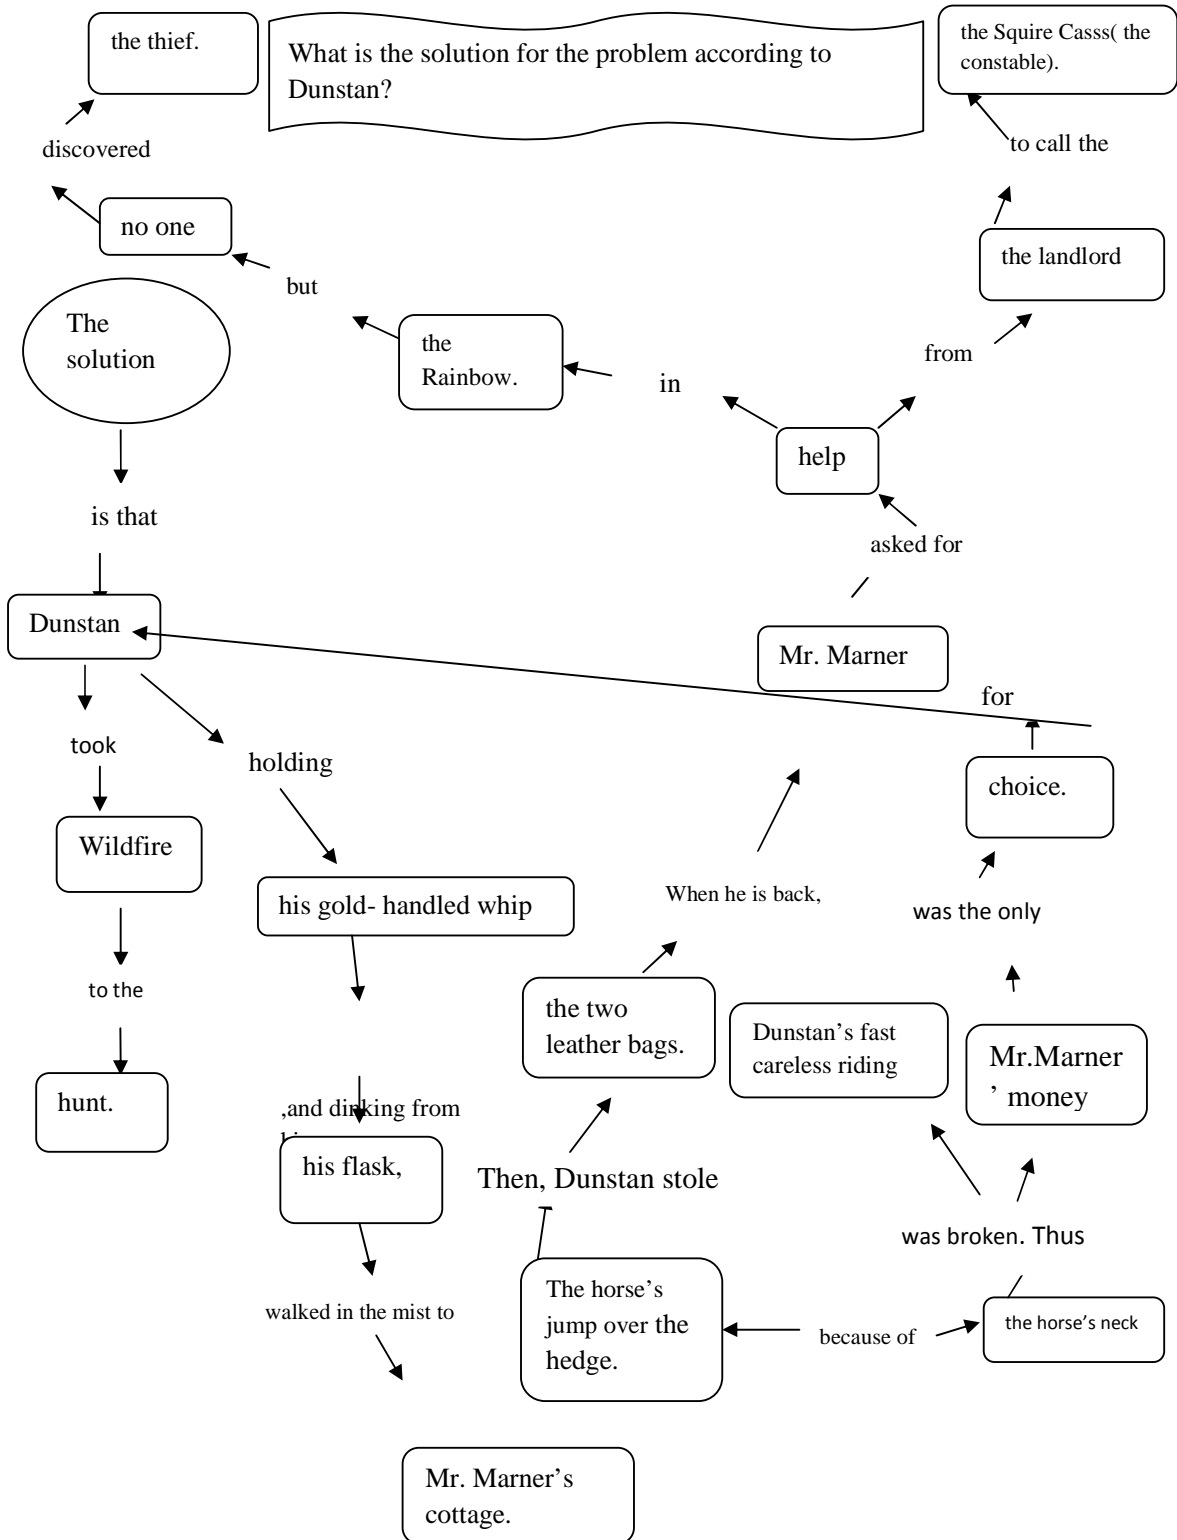 the thief.
What is the solution for the problem according to
Dunstan?
the Squire Casss( the
constable).
discovered
to call the
no one
the landlord
but
The
solution
the
Rainbow.
in
from
help
is that
asked for
Dunstan
Mr. Marner
for
took
holding
choice.
Wildfire
his gold- handled whip
When he is back,
was the only
to the
the two
leather bags.
Dunstan’s fast
careless riding
Mr.Marner
’ money
hunt.
,and dinking from
his flask,
Then, Dunstan stole
was broken. Thus
The horse’s
jump over the
hedge.
walked in the mist to
because of
the horse’s neck
Mr. Marner’s
cottage.